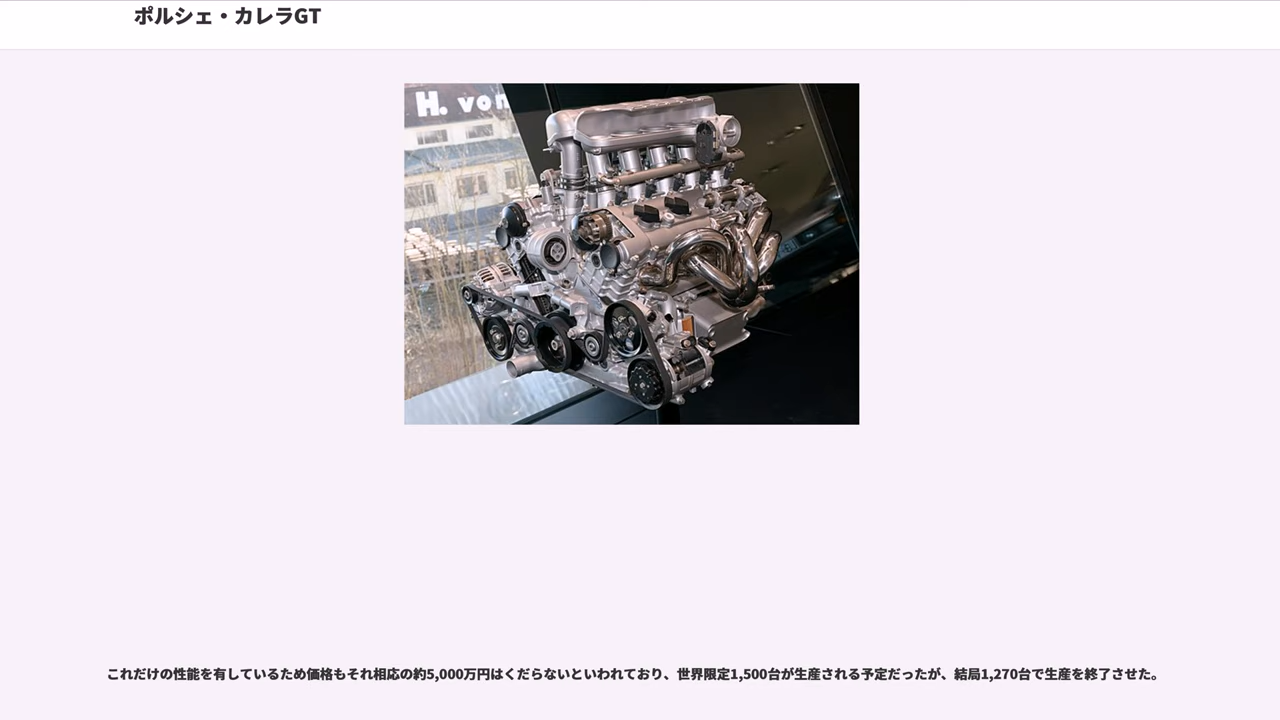 ポルシェ・カレラGT
H. von
これだけの性能を有しているため価格もそれ相応の約5,000万円はくだらないといわれており、世界限定1,500台が生産される予定だったが、結局1,270台で生産を終了させた。